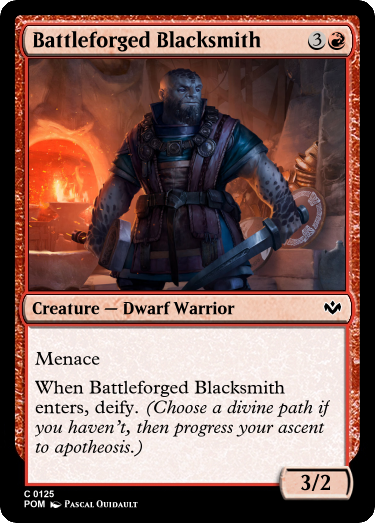 Battleforged Blacksmith 3
Creature — Dwarf Warrior
Menace
When Battleforged Blacksmith
enters, deify. (Choose a divine path if
you haven't, then progress your ascent
to apotheosis.)
3/2
C 0125
POM Pascal Quidault